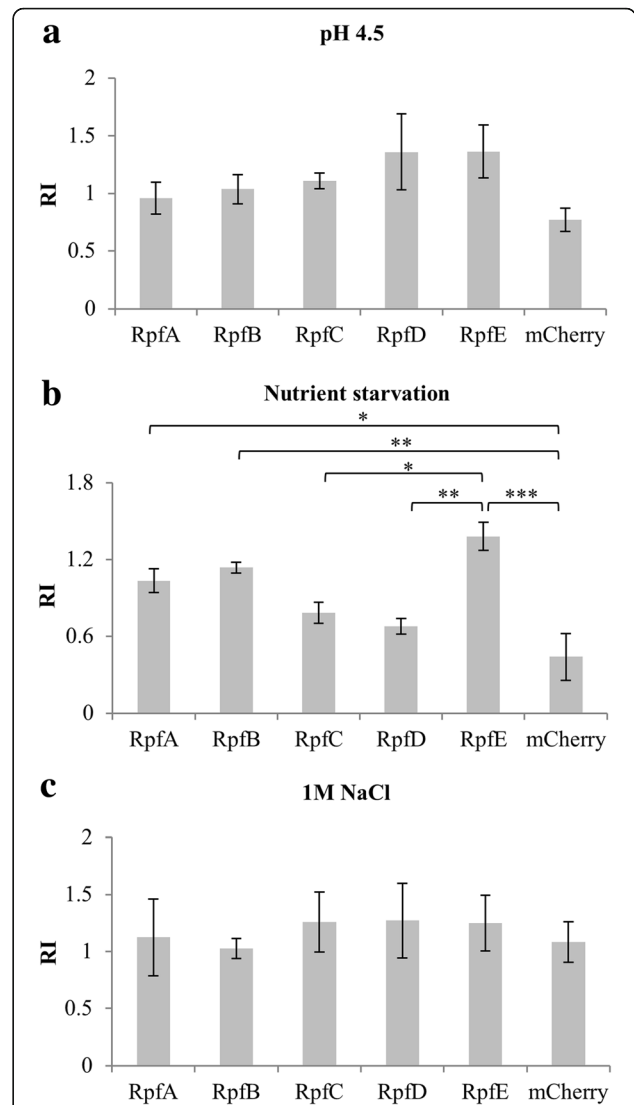 a
pH 4.5
2
1.5
1
0.5
0
RI
RpfA RpfB RpfC RpfD RpfE mCherry
b
Nutrient starvation
*
**
*
** ***
1.8
1.2
0.6
0
RI
RpfA RpfB RpfC RpfD RpfE mCherry
c
1M NaCl
2
1.5
1
0.5
0
RI
RpfA RpfB RpfC RpfD RpfE mCherry